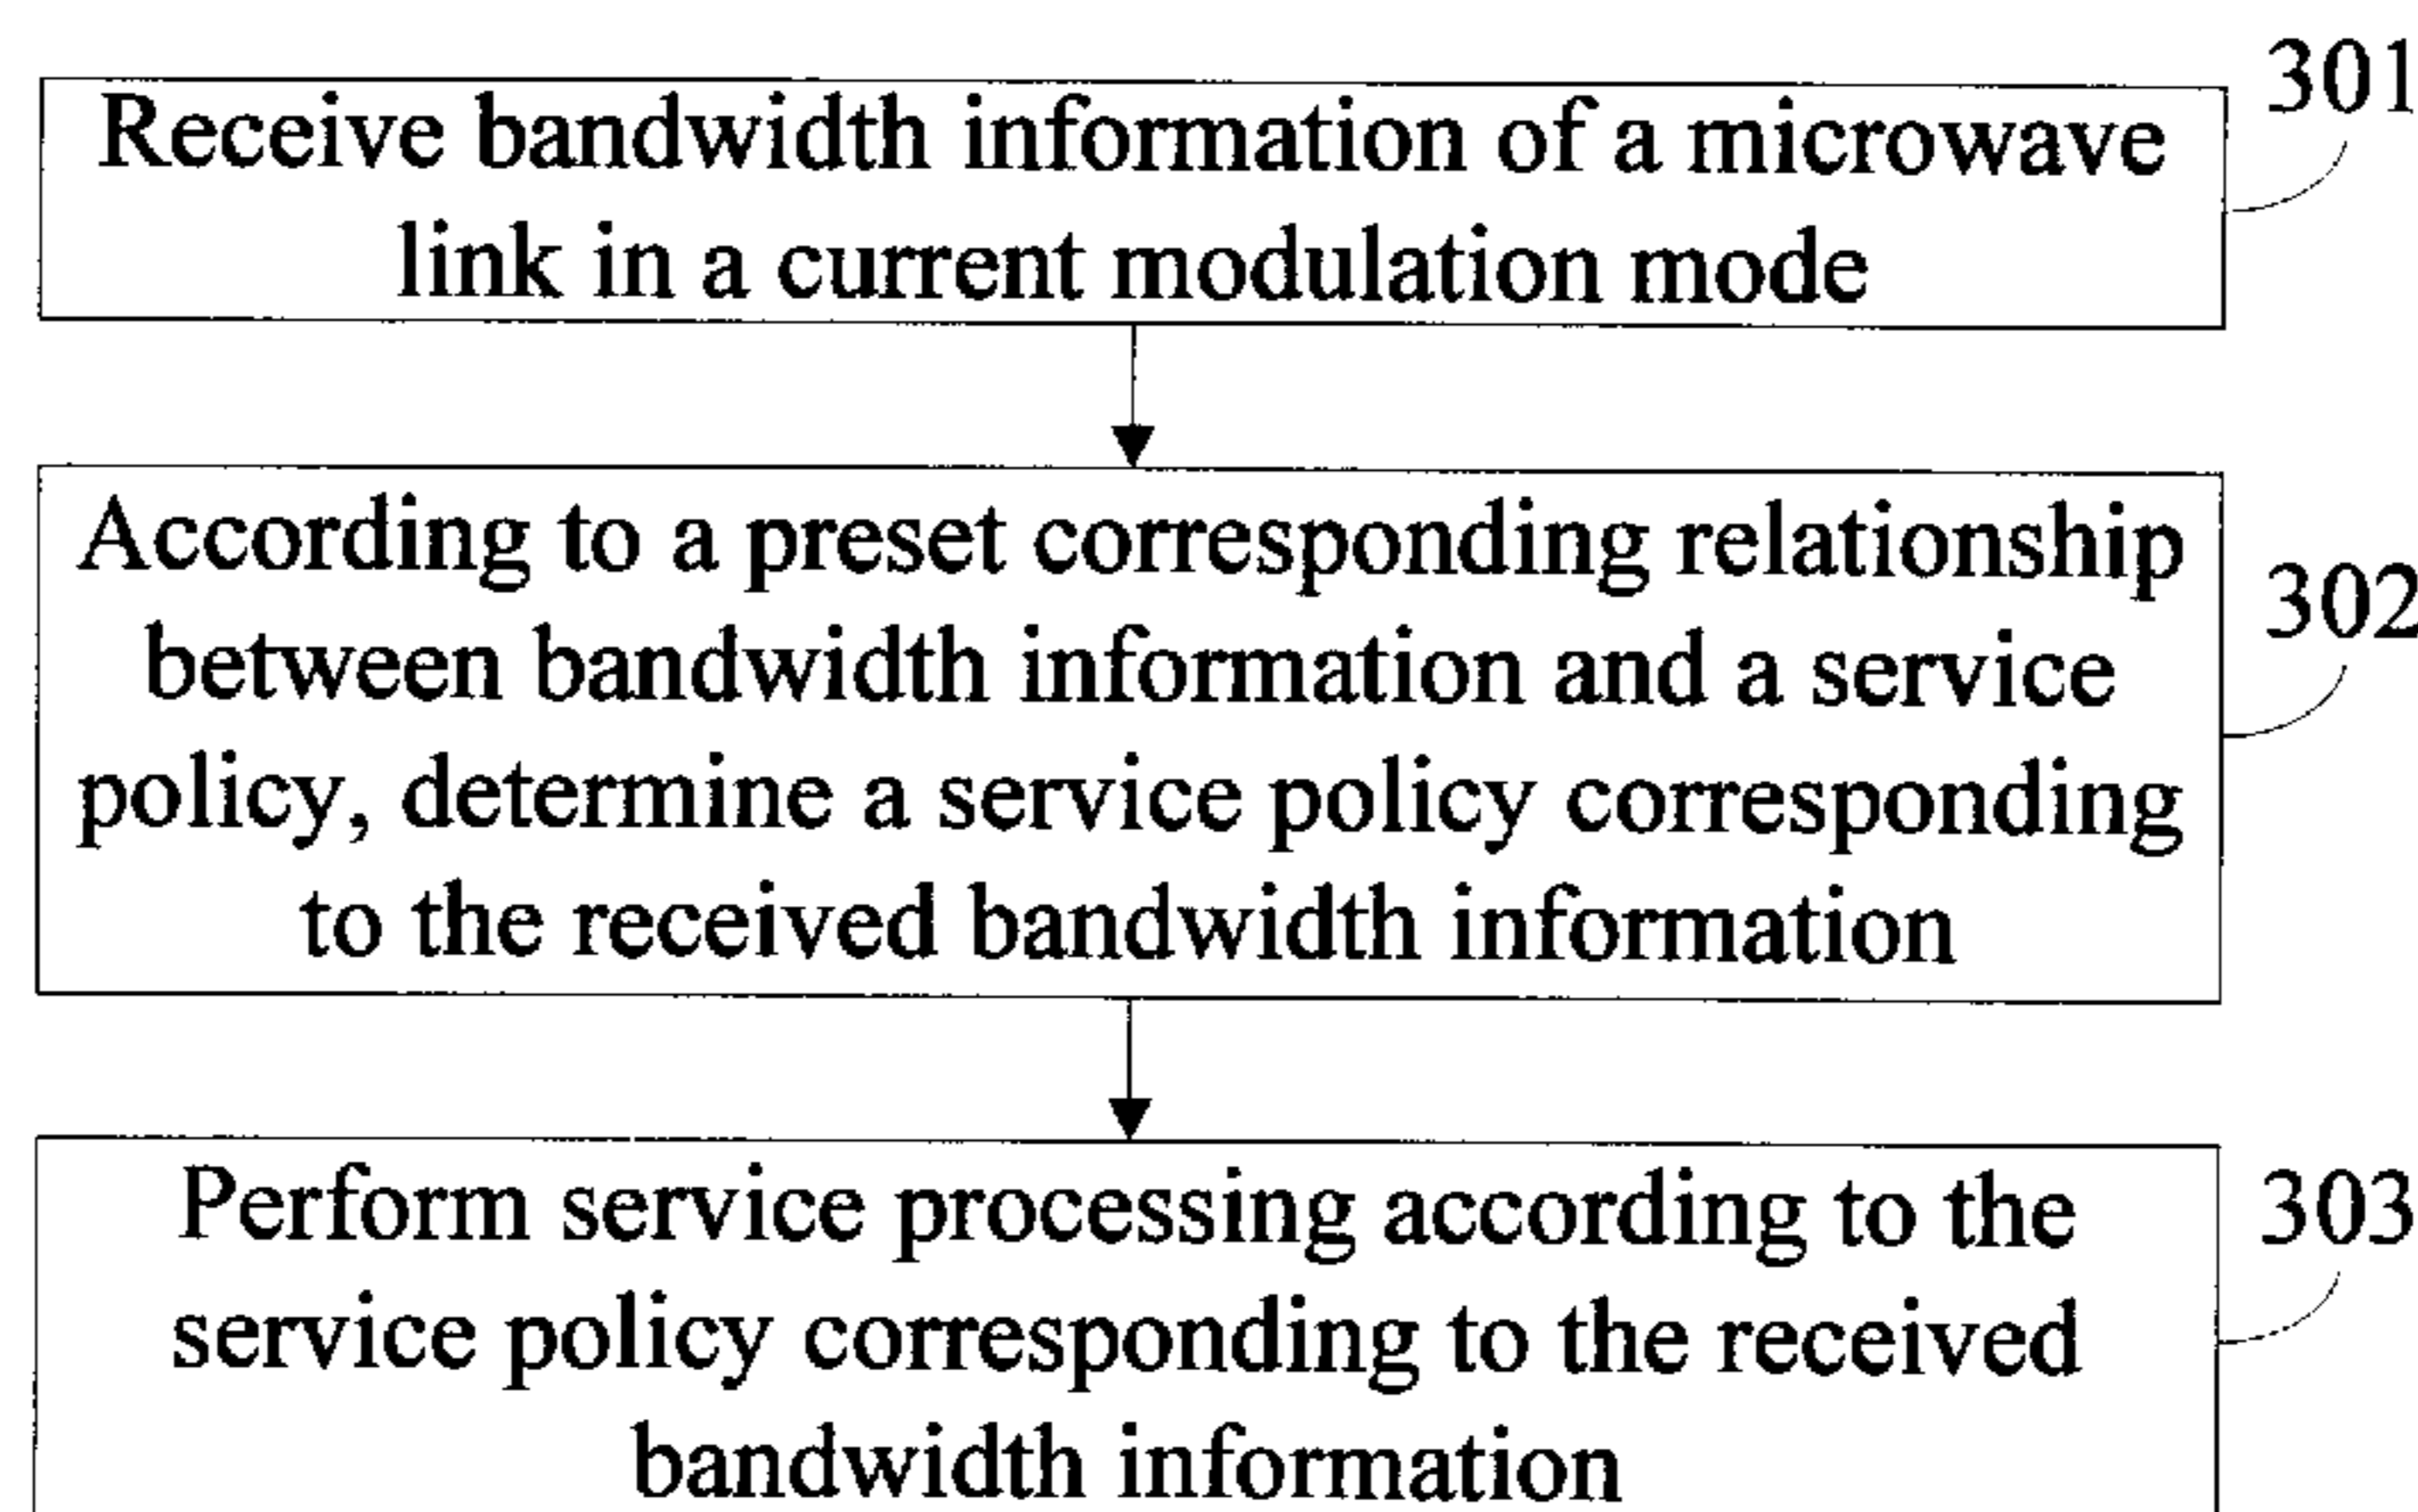 301
Receive bandwidth information of a microwave
link in a current modulation mode
According to a preset corresponding relationship
302
between bandwidth information and a service
policy, determine a service policy corresponding
to the received bandwidth information
Perform service processing according to the
303
service policy corresponding to the received
bandwidth information